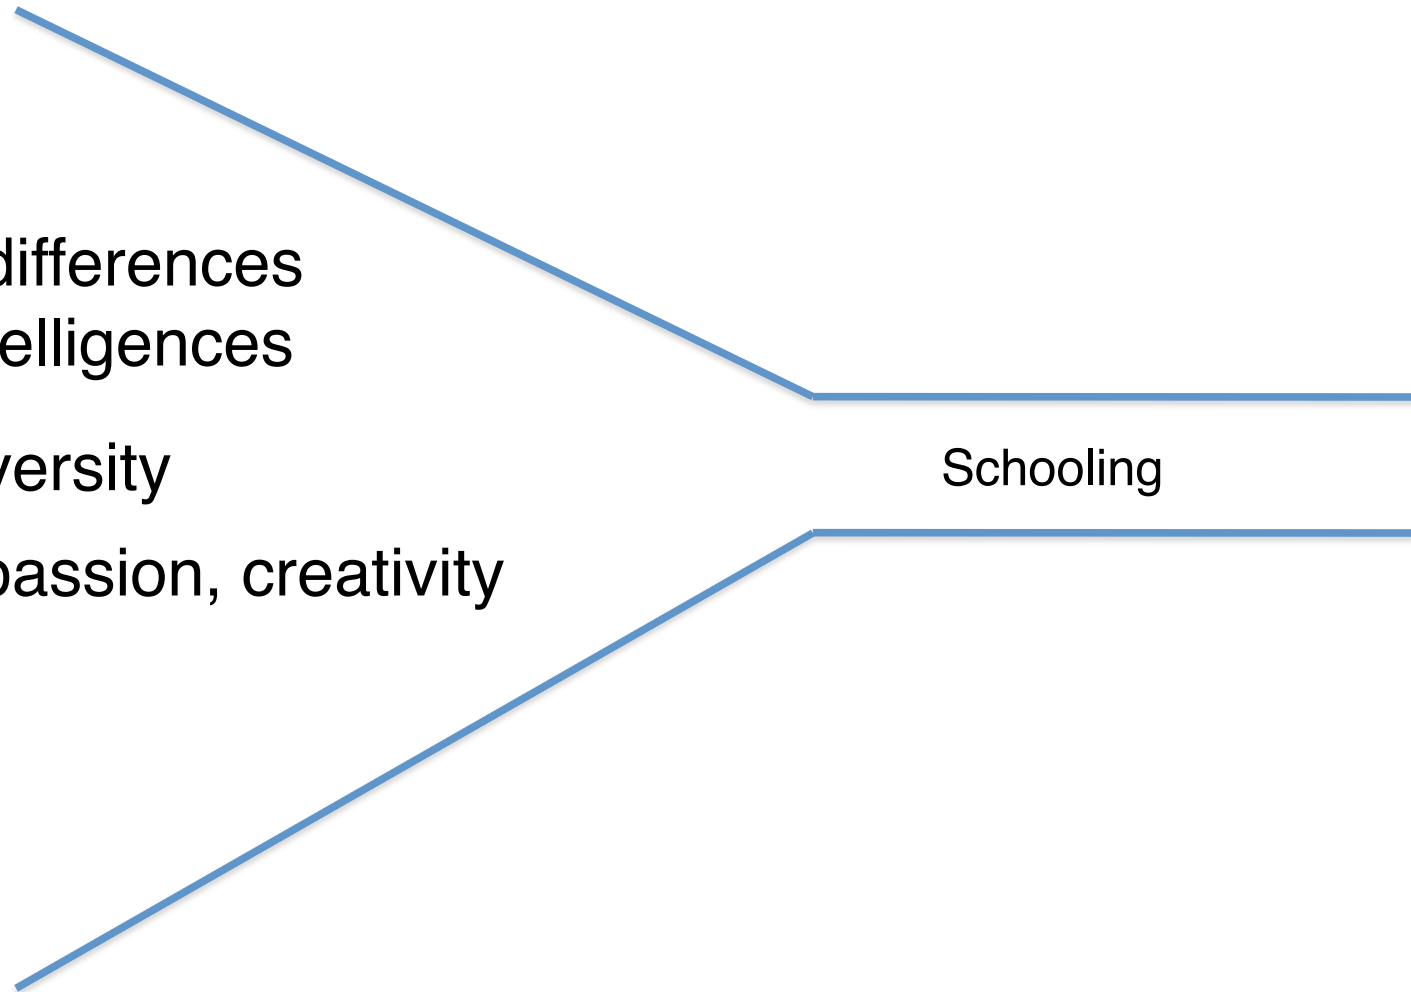 differences
elligences
versity
passion, creativity
Schooling